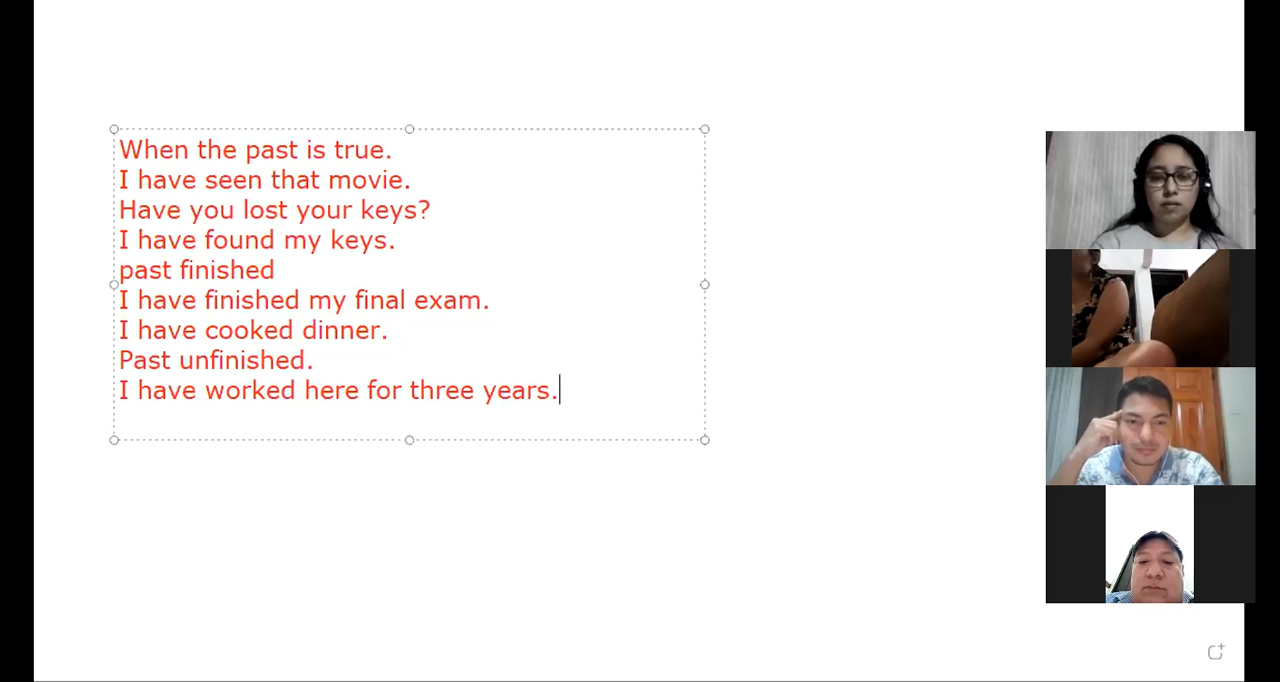 When the past is true.
I have seen that movie.
Have you lost your keys?
I have found my keys.
past finished
I have finished my final exam.
I have cooked dinner.
Past unfinished.
I have worked here for three years.